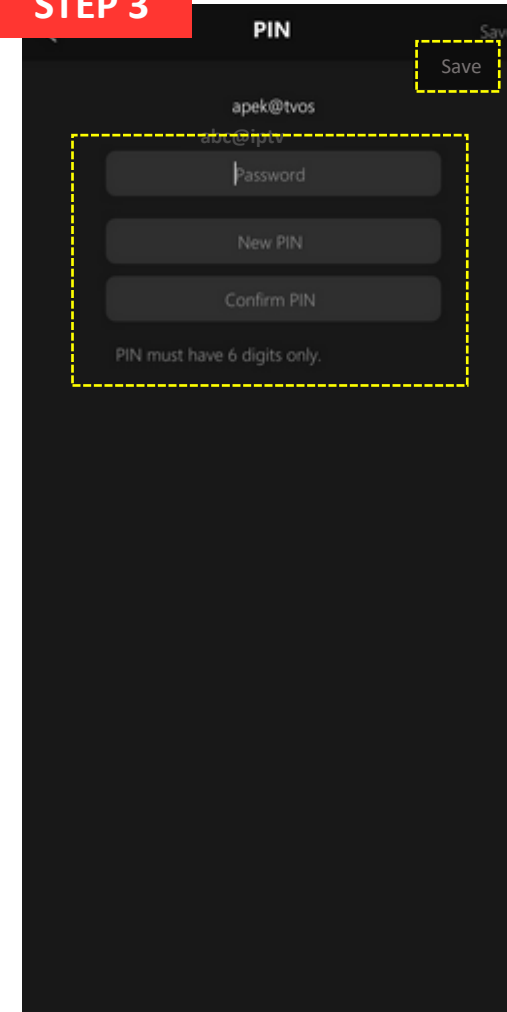 STEP 3
PIN
Save
Save
apek@tvos
abc@iptv
Password
New PIN
Confirm PIN
PIN must have 6 digits only.